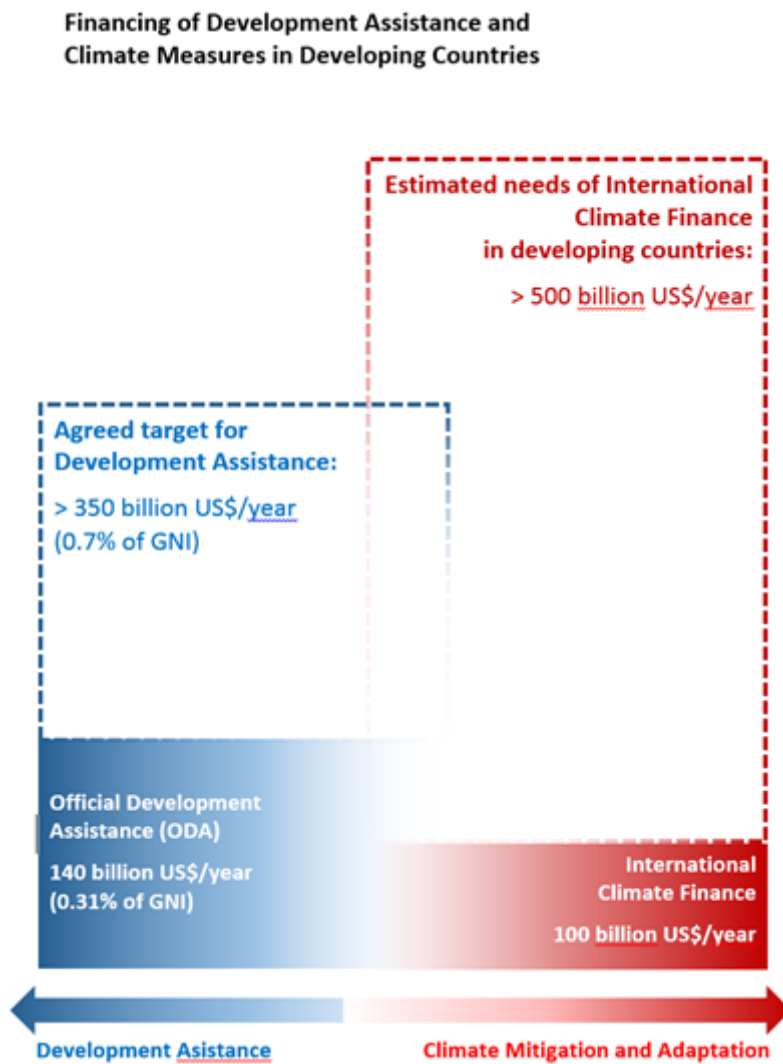 Financing of Development Assistance and
Climate Measures in Developing Countries
Estimated needs of International
Climate Finance
in developing countries:
> 500 billion US$/year
Agreed target for
Development Assistance:
> 350 billion US$/year
(0.7% of GNI)
Official Development
Assistance (ODA)
140 billion US$/year
(0.31% of GNI)
International
Climate Finance
100 billion US$/year
Development Asistance
Climate Mitigation and Adaptation